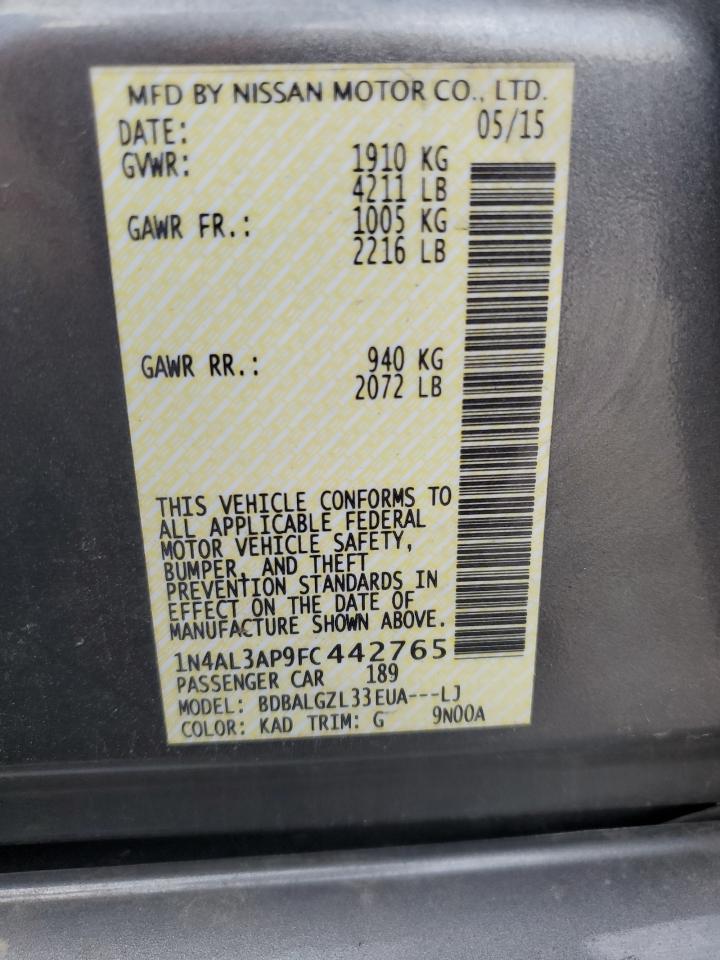 MFD BY NISSAN MOTOR CO., LTD.
DATE: 05/15
GVWR: 1910 KG
4211 LB
GAWR FR.: 1005 KG
2216 LB
GAWR RR.: 940 KG
2072 LB
THIS VEHICLE CONFORMS TO
ALL APPLICABLE FEDERAL
MOTOR VEHICLE SAFETY,
BUMPER, AND THEFT
PREVENTION STANDARDS IN
EFFECT ON THE DATE OF
MANUFACTURE SHOWN ABOVE.
1N4AL3AP9FC442765
PASSENGER CAR 189
MODEL: BDBALGZL33EUA---LJ
COLOR: KAD TRIM: G 9N00A